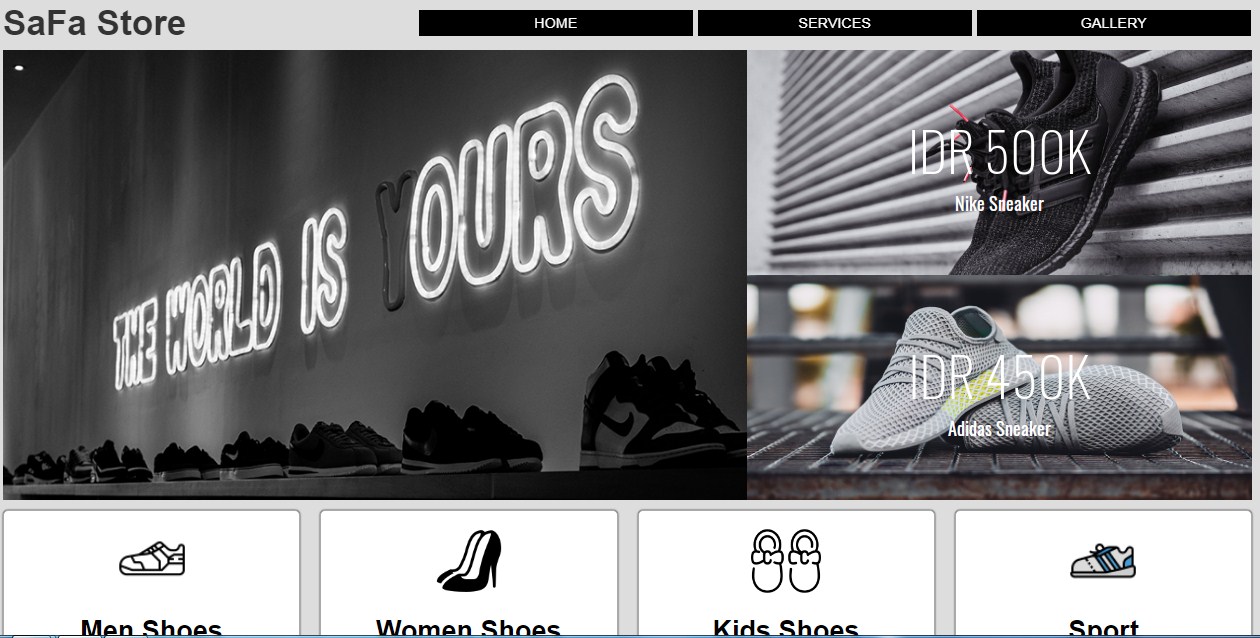 SaFa Store
HOME
SERVICES
GALLERY
THE WORLD IS YOURS
IDR 500K
Nike Sneaker
IDR 450K
Adidas Sneaker
Men Shoes
Women Shoes
Kids Shoes
Sport